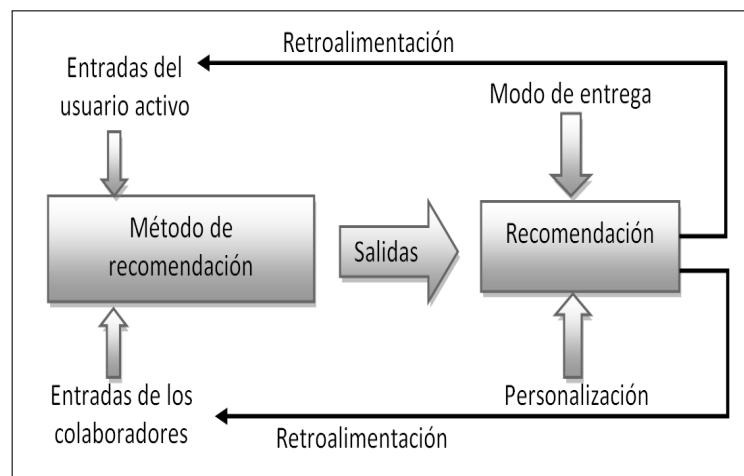 Retroalimentación
Entradas del
usuario activo
Modo de entrega
Método de
recomendación
Salidas
Recomendación
Entradas de los
colaboradores
Personalización
Retroalimentación